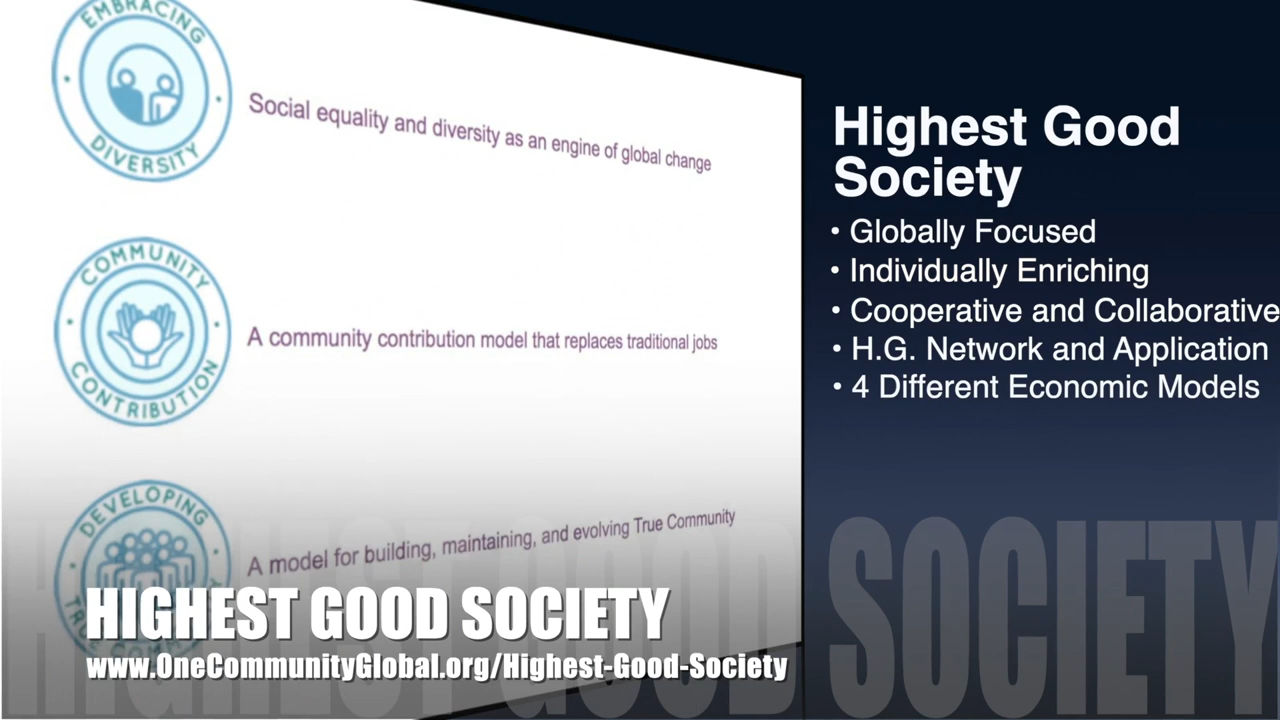 EMBRACING
DIVERSITY
Social equality and diversity as an engine of global change
COMMUNITY
CONTRIBUTION
A community contribution model that replaces traditional jobs
DEVELOPING
TRUE
A model for building, maintaining, and evolving True Community
Highest Good
Society
• Globally Focused
• Individually Enriching
• Cooperative and Collaborative
• H.G. Network and Application
• 4 Different Economic Models
HIGHEST GOOD SOCIETY
HIGHEST GOOD SOCIETY
www.OneCommunityGlobal.org/Highest-Good-Society